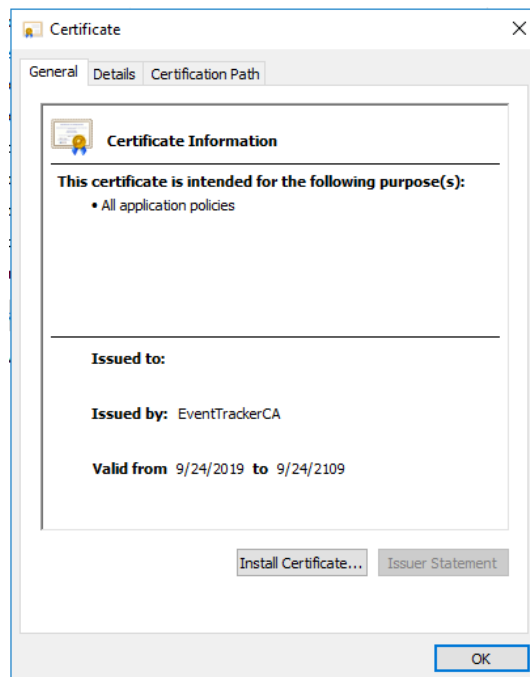 Certificate
General Details Certification Path
Certificate Information
This certificate is intended for the following purpose(s):
• All application policies
Issued to:
Issued by: EventTrackerCA
Valid from 9/24/2019 to 9/24/2109
Install Certificate... Issuer Statement
OK